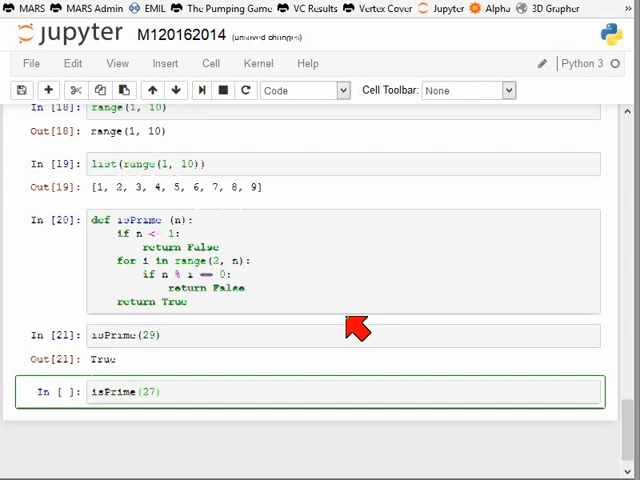 MARS MARS Admin EMIL The Pumping Game VC Results Vertex Cover Jupyter Alpha 3D Grapher »
jupyter M120162014 (unsaved changes)
File Edit View Insert Cell Kernel Help Python 3
Code Cell Toolbar: None
In [18]: range(1, 10)
Out[18]: range(1, 10)
In [19]: list(range(1, 10))
Out[19]: [1, 2, 3, 4, 5, 6, 7, 8, 9]
In [20]: def isPrime (n):
if n <= 1:
return False
for i in range(2, n):
if n % i == 0:
return False
return True
In [21]: isPrime(29)
Out[21]: True
In [ ]: isPrime(27)